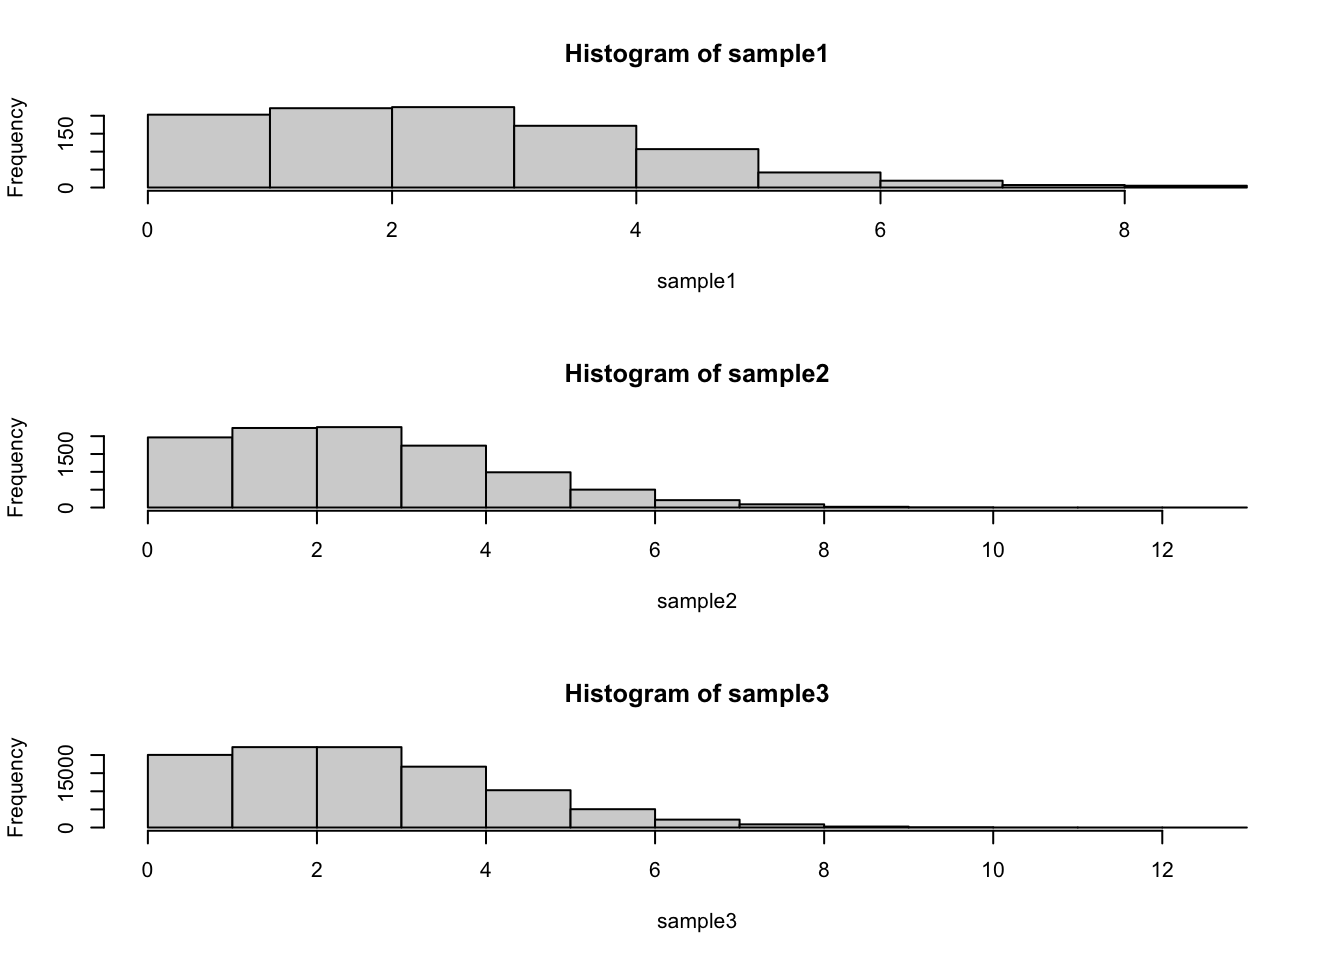 Histogram of sample1
Frequency
150
0
0 2 4 6 8
sample1
Histogram of sample2
Frequency
1500
0
0 2 4 6 8 10 12
sample2
Histogram of sample3
Frequency
15000
0
0 2 4 6 8 10 12
sample3